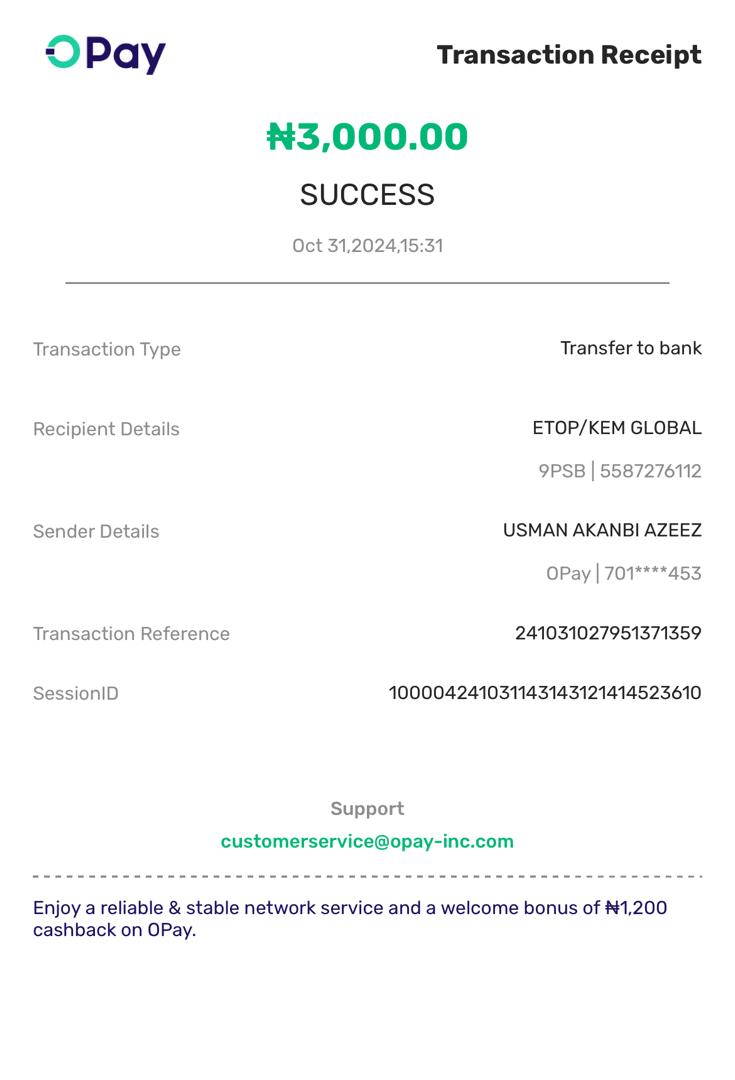 OPay
Transaction Receipt
₦3,000.00
SUCCESS
Oct 31,2024,15:31
Transaction Type
Transfer to bank
Recipient Details
ETOP/KEM GLOBAL
9PSB | 5587276112
Sender Details
USMAN AKANBI AZEEZ
OPay | 701****453
Transaction Reference
241031027951371359
SessionID
100004241031143143121414523610
Support
customerservice@opay-inc.com
Enjoy a reliable & stable network service and a welcome bonus of ₦1,200
cashback on OPay.